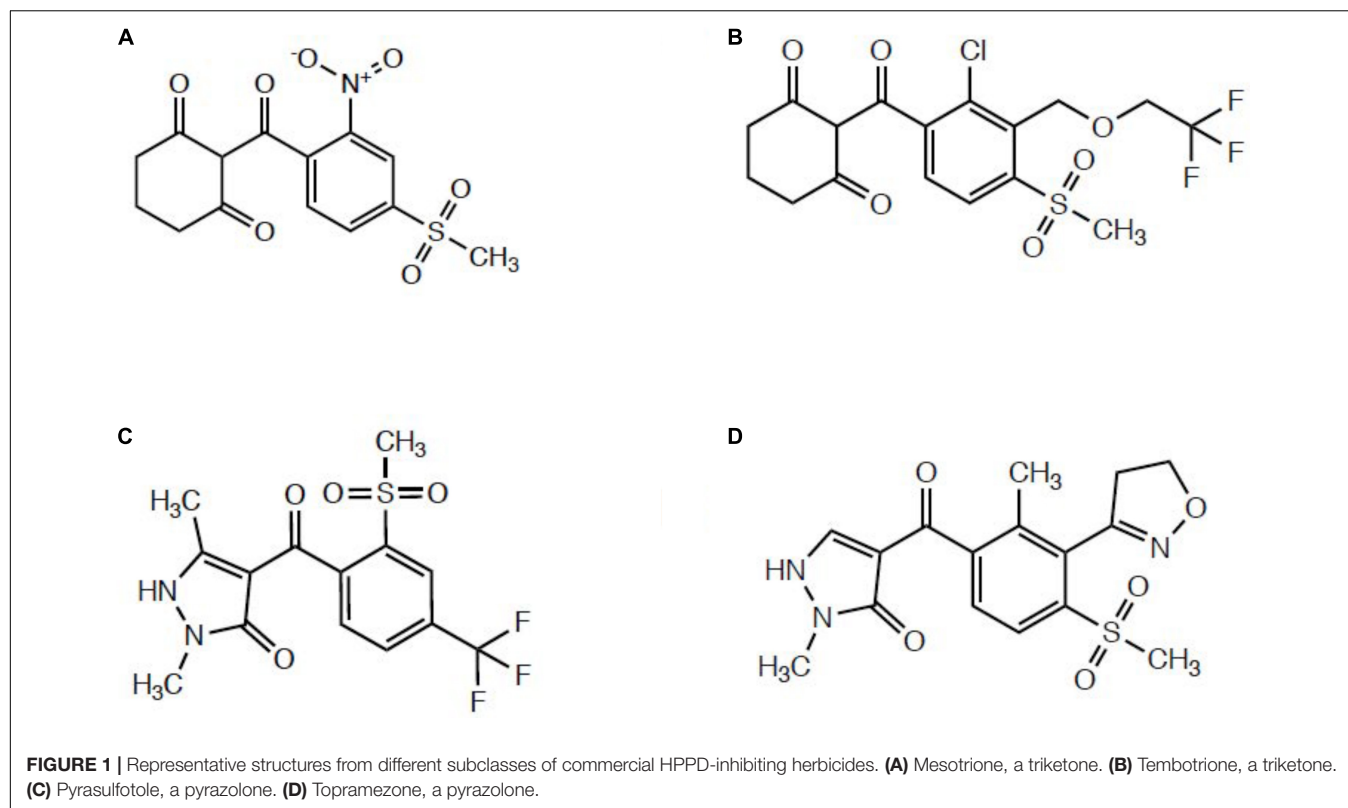 A
B
-O
O
N+
O
O
S
O
O
O
CH3
O
O
Cl
O
F
F
F
O
O
S
O
CH3
C
D
CH3
H3C
O
O=S=O
HN
N
O
H3C
F
F
F
O
CH3
O
N
HN
N
O
H3C
O
S
O
CH3
FIGURE 1 | Representative structures from different subclasses of commercial HPPD-inhibiting herbicides. (A) Mesotrione, a triketone. (B) Tembotrione, a triketone.
(C) Pyrasulfotole, a pyrazolone. (D) Topramezone, a pyrazolone.